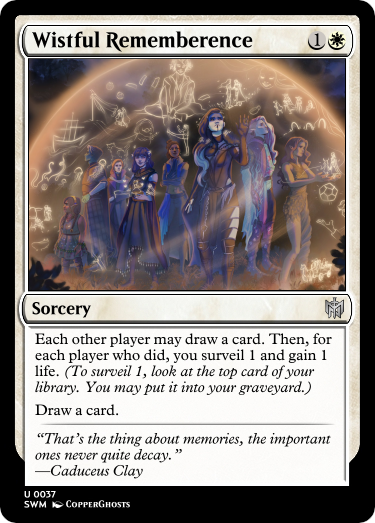 Wistful Rememberence 1
Sorcery
Each other player may draw a card. Then, for
each player who did, you surveil 1 and gain 1
life. (To surveil 1, look at the top card of your
library. You may put it into your graveyard.)
Draw a card.
“That’s the thing about memories, the important
ones never quite decay.”
—Caduceus Clay
U 0037
SWM CopperGhosts